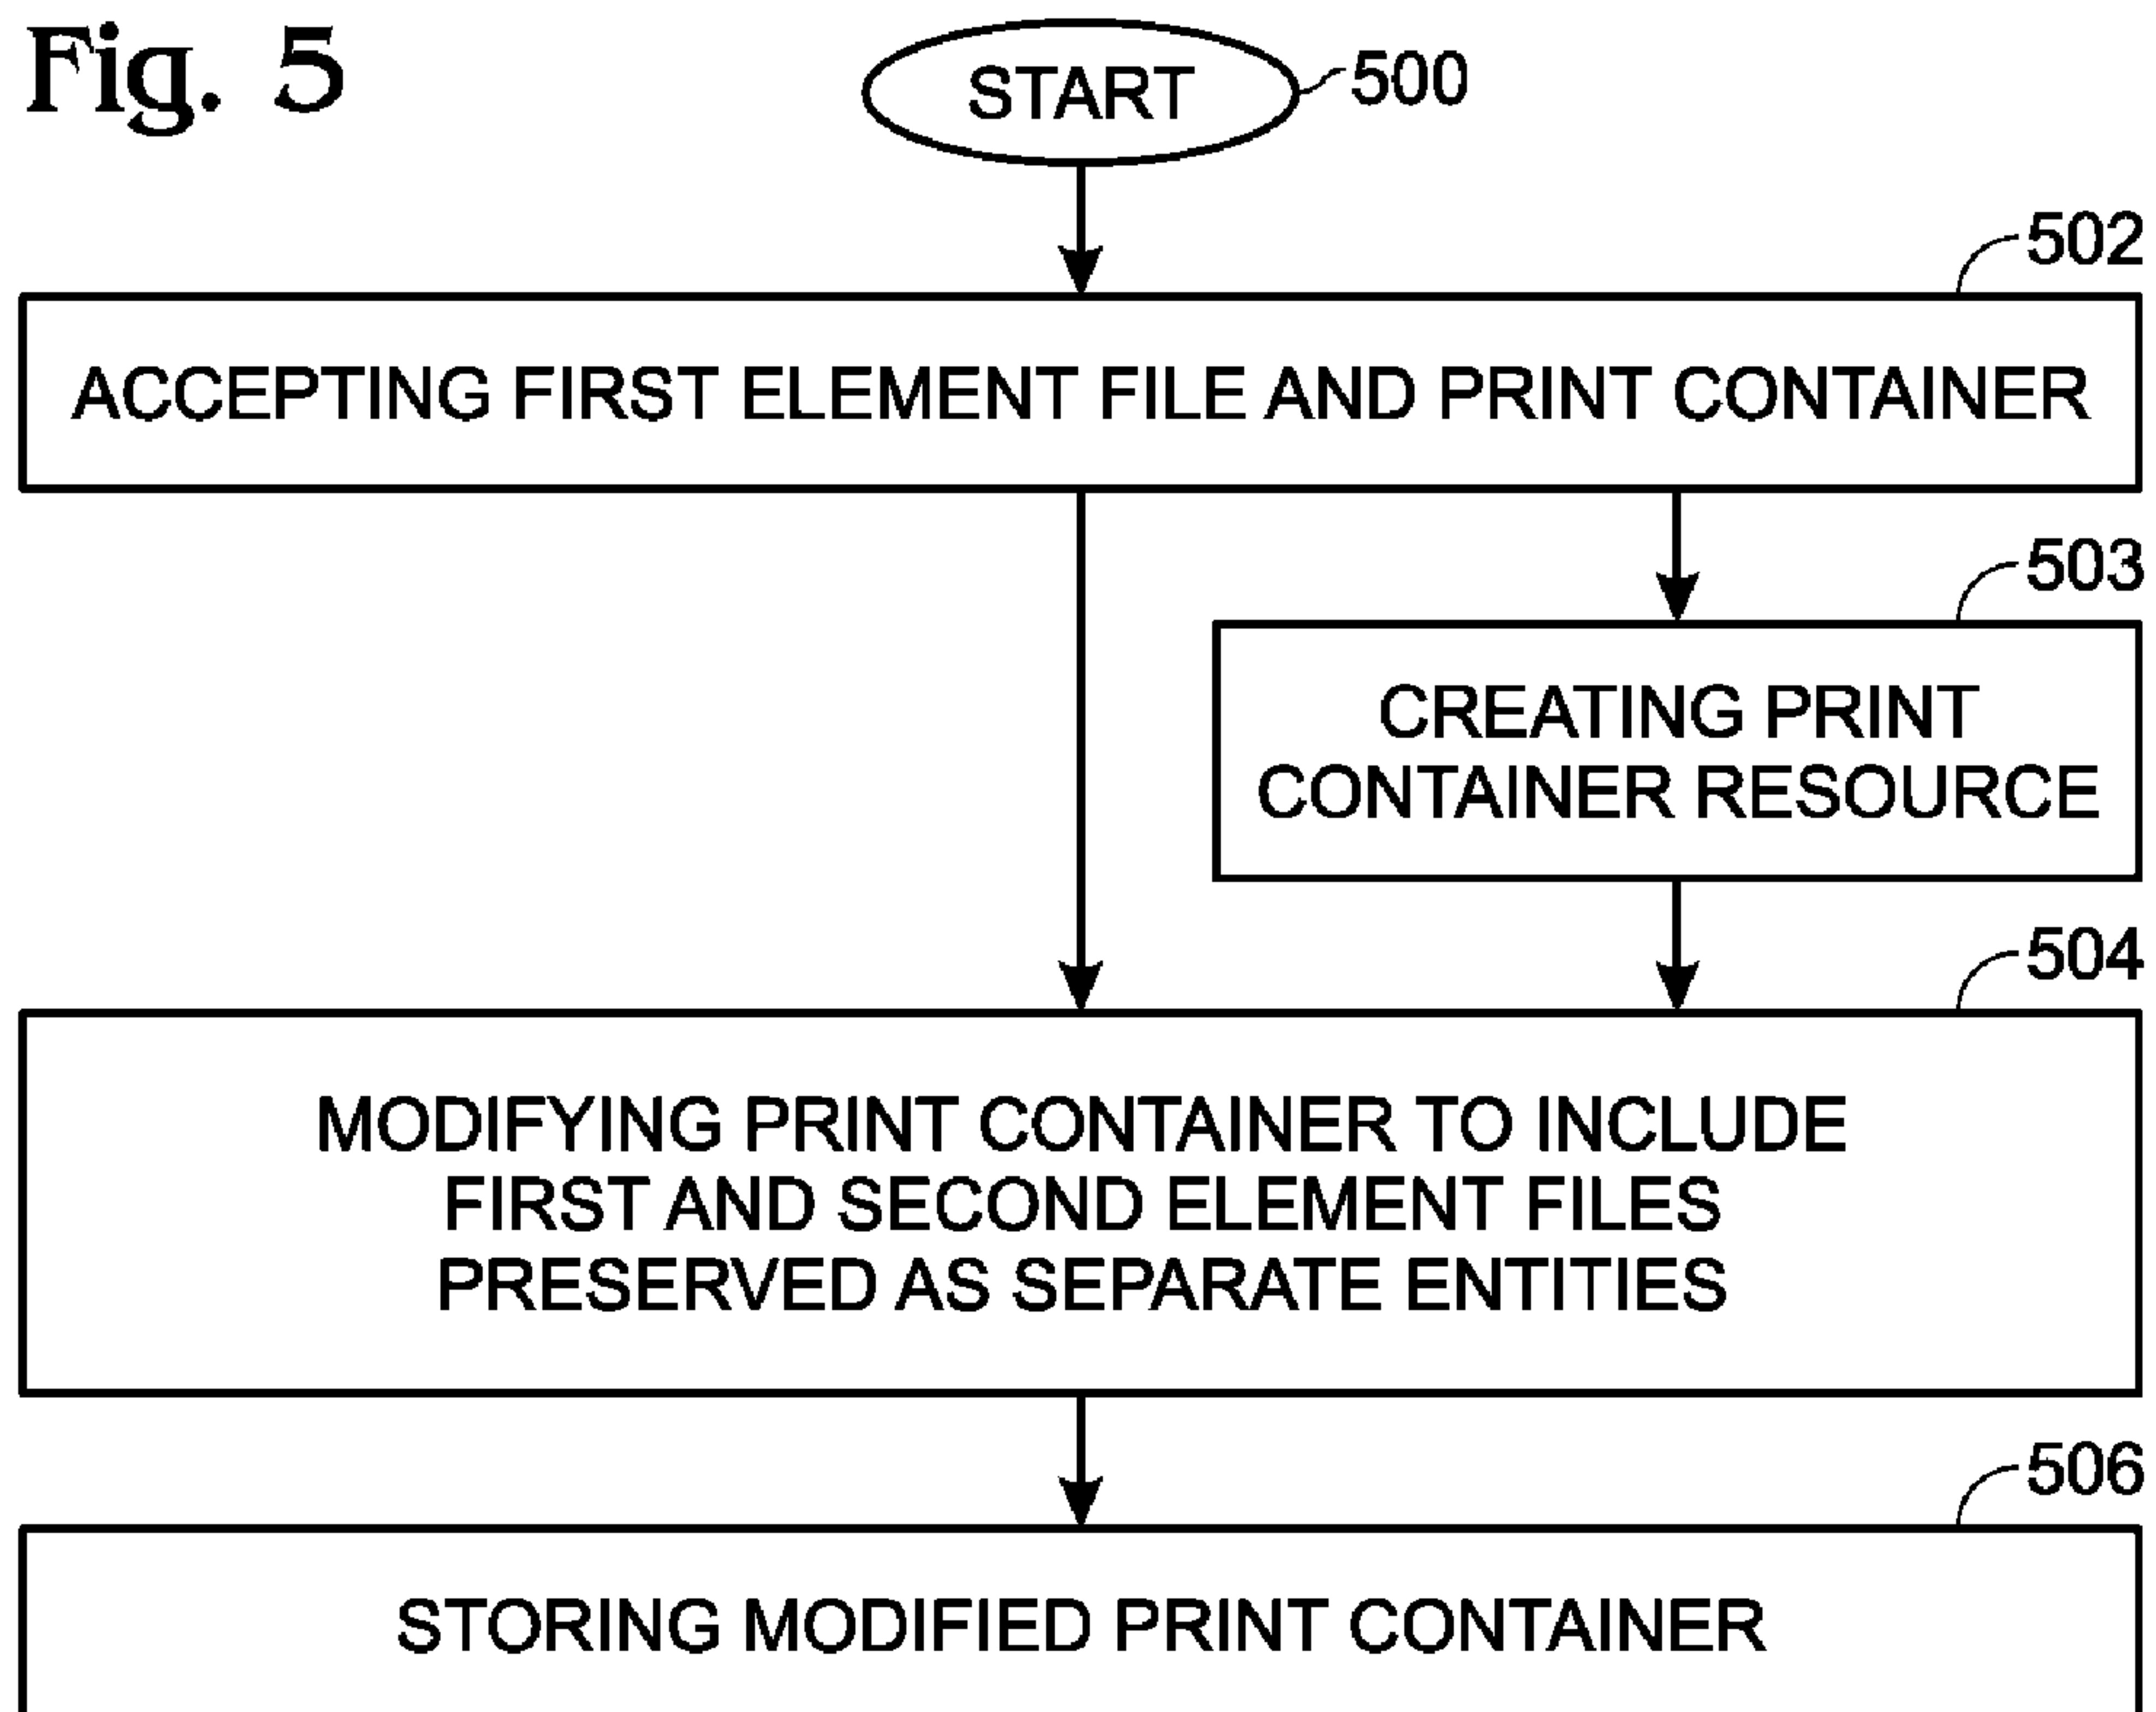 Fig. 5
START
500
502
ACCEPTING FIRST ELEMENT FILE AND PRINT CONTAINER
503
CREATING PRINT
CONTAINER RESOURCE
504
MODIFYING PRINT CONTAINER TO INCLUDE
FIRST AND SECOND ELEMENT FILES
PRESERVED AS SEPARATE ENTITIES
506
STORING MODIFIED PRINT CONTAINER